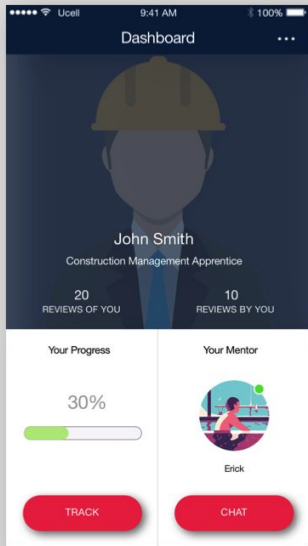 Ucell 9:41 AM 100%
Dashboard
John Smith
Construction Management Apprentice
20 10
REVIEWS OF YOU REVIEWS BY YOU
Your Progress Your Mentor
30%
Erick
TRACK CHAT